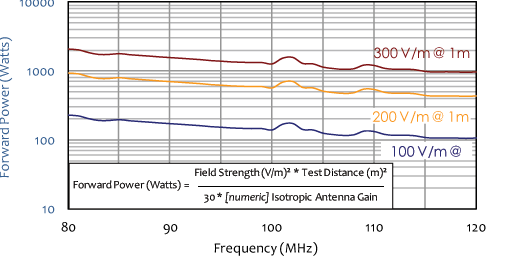 10000
1000
100
10
Forward Power (Watts)
300 V/m @ 1m
200 V/m @ 1m
100 V/m @
Forward Power (Watts) = Field Strength (V/m)² * Test Distance (m)²
30 * [numeric] Isotropic Antenna Gain
80 90 100 110 120
Frequency (MHz)